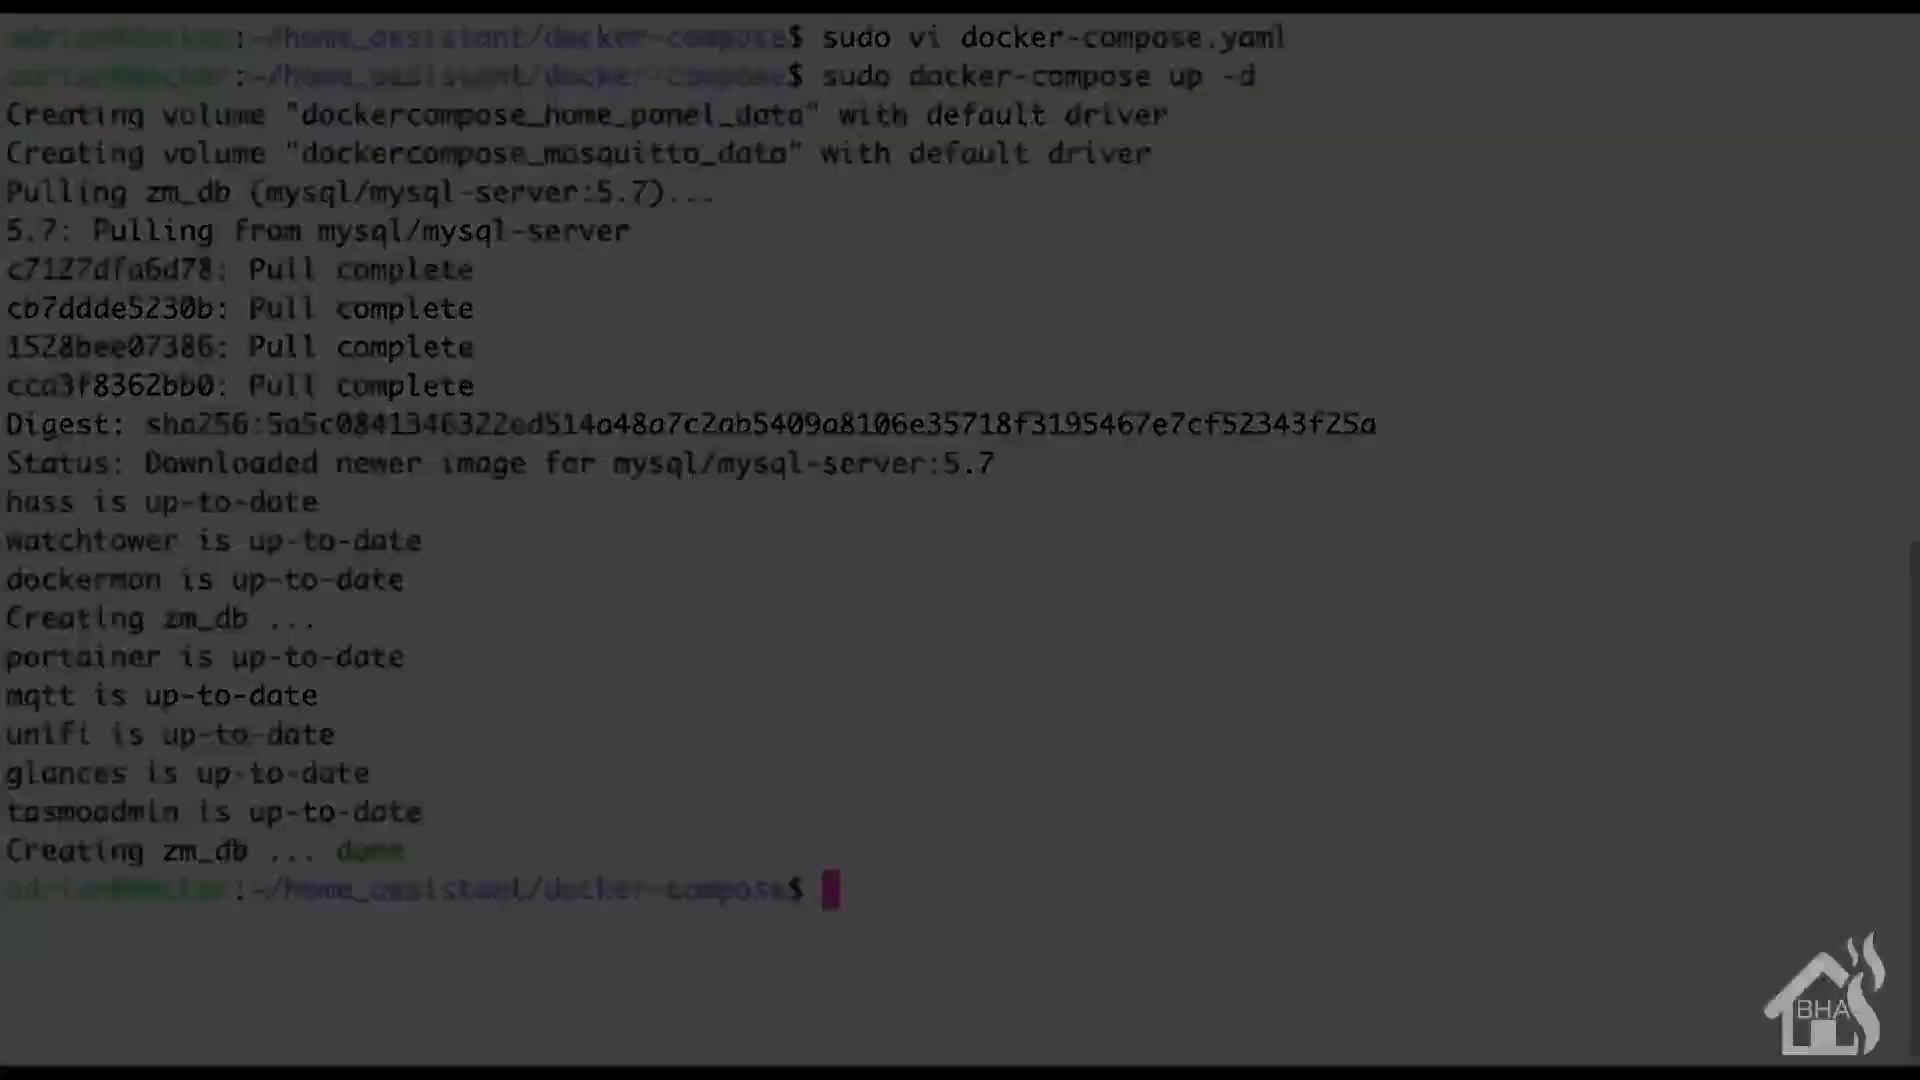 adrian@docker:~/home_assistant/docker-compose$ sudo vi docker-compose.yaml
adrian@docker:~/home_assistant/docker-compose$ sudo docker-compose up -d
Creating volume "dockercompose_home_panel_data" with default driver
Creating volume "dockercompose_mosquitto_data" with default driver
Pulling zm_db (mysql/mysql-server:5.7)...
5.7: Pulling from mysql/mysql-server
c7127dfa6d78: Pull complete
cb7ddde5230b: Pull complete
1528bee07386: Pull complete
cca3f8362bb0: Pull complete
Digest: sha256:5a5c0841346322ed514a48a7c2ab5409a8106e35718f3195467e7cf52343f25a
Status: Downloaded newer image for mysql/mysql-server:5.7
hass is up-to-date
watchtower is up-to-date
dockermon is up-to-date
Creating zm_db ...
portainer is up-to-date
mqtt is up-to-date
unifi is up-to-date
glances is up-to-date
tasmoadmin is up-to-date
Creating zm_db ... done
adrian@docker:~/home_assistant/docker-compose$
BHA